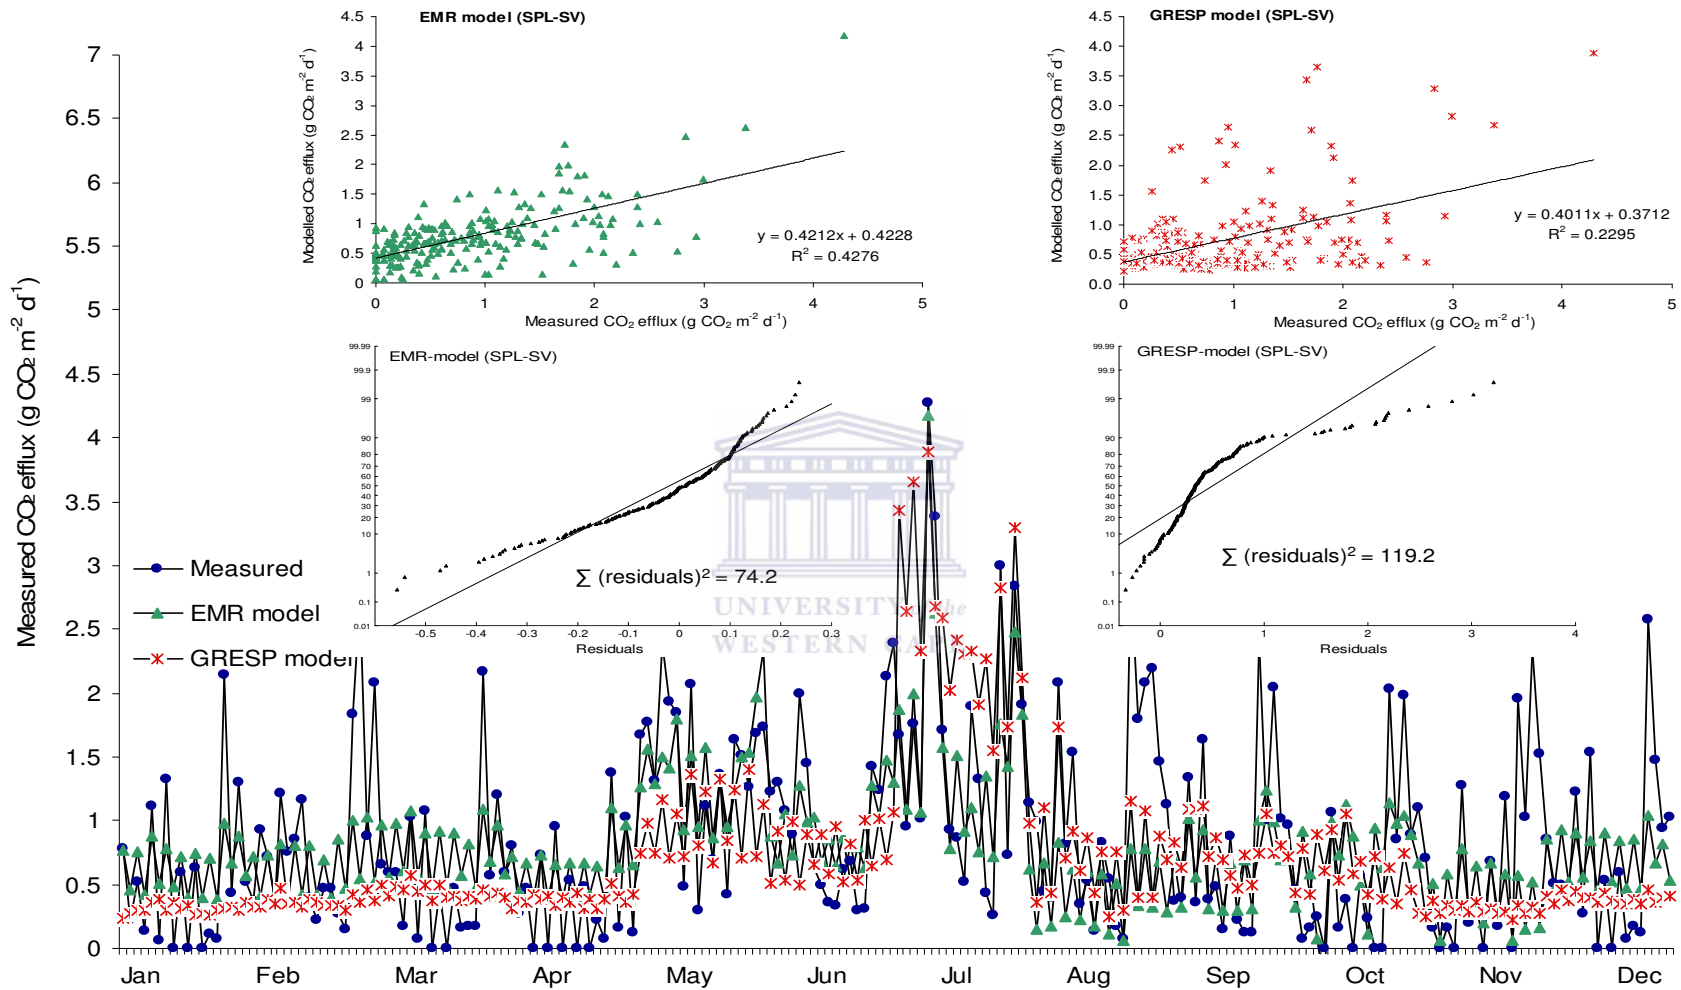 EMR model (SPL-SV)
Modelled CO₂ efflux (g CO₂ m⁻² d⁻¹)
4.5
4
3.5
3
2.5
2
1.5
1
0.5
0
y = 0.4212x + 0.4228
R² = 0.4276
0 1 2 3 4 5
Measured CO₂ efflux (g CO₂ m⁻² d⁻¹)
GRESP model (SPL-SV)
Modelled CO₂ efflux (g CO₂ m⁻² d⁻¹)
4.5
4.0
3.5
3.0
2.5
2.0
1.5
1.0
0.5
0.0
y = 0.4011x + 0.3712
R² = 0.2295
0 1 2 3 4 5
Measured CO₂ efflux (g CO₂ m⁻² d⁻¹)
EMR-model (SPL-SV)
99.99
99.9
99
90
80
70
60
50
40
30
20
10
1
0.1
0.01
∑ (residuals)² = 74.2
-0.5 -0.4 -0.3 -0.2 -0.1 0 0.1 0.2 0.3
Residuals
GRESP-model (SPL-SV)
99.99
99.9
99
90
80
70
60
50
40
30
20
10
1
0.1
0.01
∑ (residuals)² = 119.2
0 1 2 3 4
Residuals
UNIVERSITY of the
WESTERN CAPE
Measured CO₂ efflux (g CO₂ m⁻² d⁻¹)
7
6.5
6
5.5
5
4.5
4
3.5
3
2.5
2
1.5
1
0.5
0
Measured
EMR model
GRESP model
Jan Feb Mar Apr May Jun Jul Aug Sep Oct Nov Dec